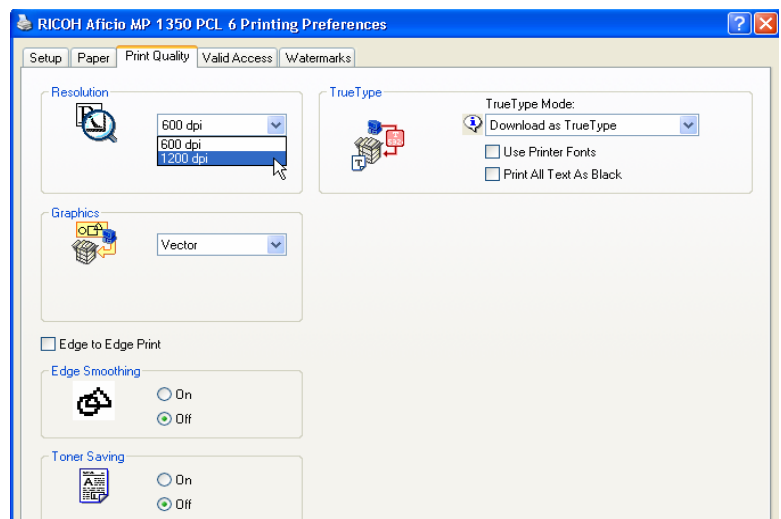 RICOH Aficio MP 1350 PCL 6 Printing Preferences
Setup Paper Print Quality Valid Access Watermarks
Resolution
600 dpi
600 dpi
1200 dpi
TrueType
TrueType Mode:
Download as TrueType
Use Printer Fonts
Print All Text As Black
Graphics
Vector
Edge to Edge Print
Edge Smoothing
On
Off
Toner Saving
On
Off